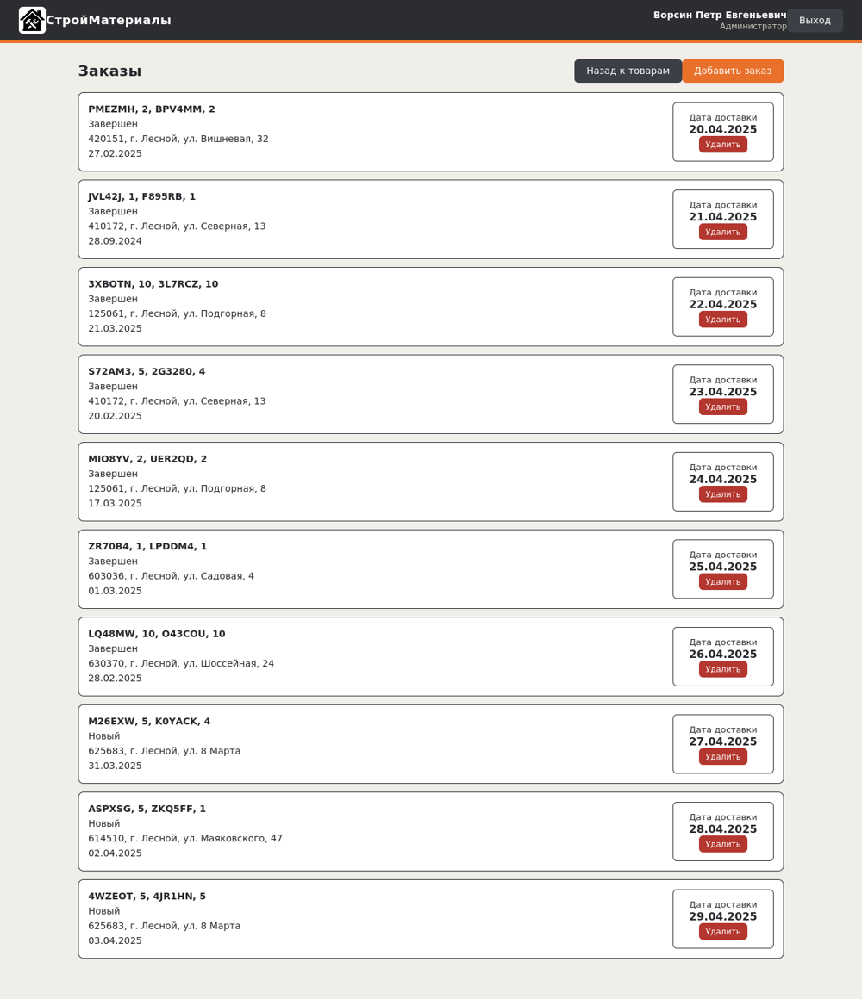 СтройМатериалы
Ворсин Петр Евгеньевич
Администратор
Выход
Заказы
Назад к товарам
Добавить заказ
PMEZMH, 2, BPV4MM, 2
Завершен
420151, г. Лесной, ул. Вишневая, 32
27.02.2025
Дата доставки
20.04.2025
Удалить
JVL42J, 1, F895RB, 1
Завершен
410172, г. Лесной, ул. Северная, 13
28.09.2024
Дата доставки
21.04.2025
Удалить
3XBOTN, 10, 3L7RCZ, 10
Завершен
125061, г. Лесной, ул. Подгорная, 8
21.03.2025
Дата доставки
22.04.2025
Удалить
S72AM3, 5, 2G3280, 4
Завершен
410172, г. Лесной, ул. Северная, 13
20.02.2025
Дата доставки
23.04.2025
Удалить
MIO8YV, 2, UER2QD, 2
Завершен
125061, г. Лесной, ул. Подгорная, 8
17.03.2025
Дата доставки
24.04.2025
Удалить
ZR70B4, 1, LPDDM4, 1
Завершен
603036, г. Лесной, ул. Садовая, 4
01.03.2025
Дата доставки
25.04.2025
Удалить
LQ48MW, 10, O43COU, 10
Завершен
630370, г. Лесной, ул. Шоссейная, 24
28.02.2025
Дата доставки
26.04.2025
Удалить
M26EXW, 5, K0YACK, 4
Новый
625683, г. Лесной, ул. 8 Марта
31.03.2025
Дата доставки
27.04.2025
Удалить
ASPXSG, 5, ZKQ5FF, 1
Новый
614510, г. Лесной, ул. Маяковского, 47
02.04.2025
Дата доставки
28.04.2025
Удалить
4WZEOT, 5, 4JR1HN, 5
Новый
625683, г. Лесной, ул. 8 Марта
03.04.2025
Дата доставки
29.04.2025
Удалить